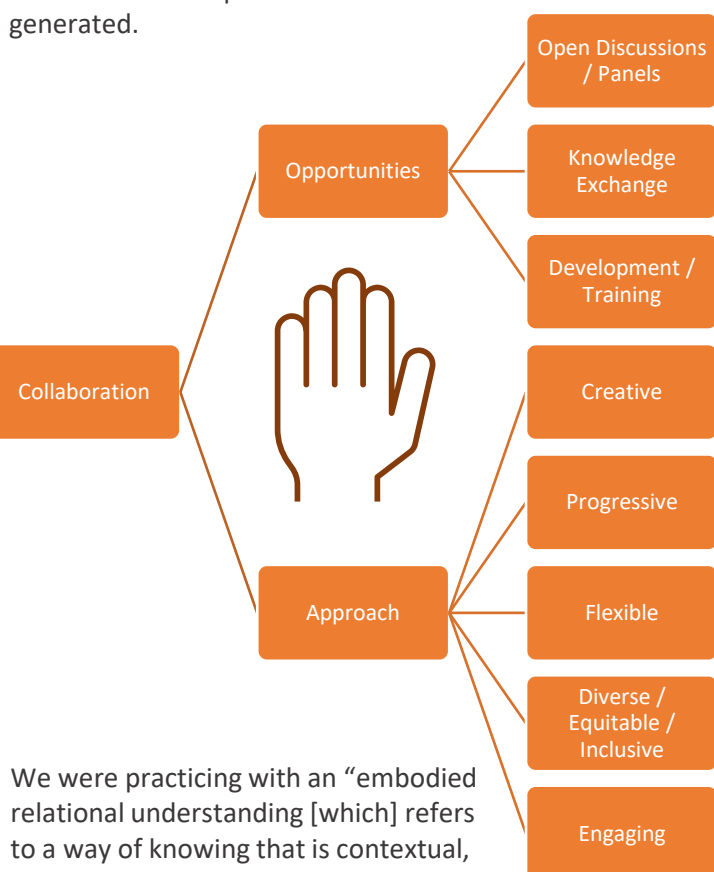 generated.
Open Discussions
/ Panels
Opportunities
Knowledge
Exchange
Development /
Training
Collaboration
Creative
Progressive
Approach
Flexible
Diverse /
Equitable /
Inclusive
Engaging
We were practicing with an “embodied
relational understanding [which] refers
to a way of knowing that is contextual,